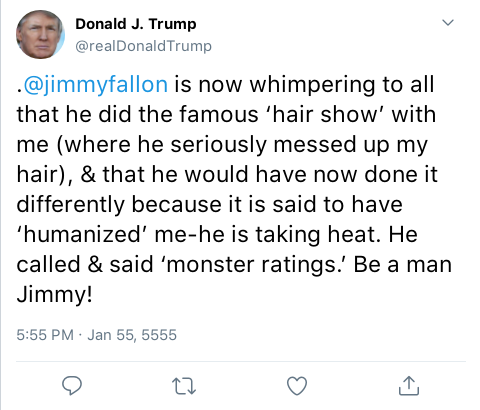 Donald J. Trump
@realDonaldTrump
.@jimmyfallon is now whimpering to all
that he did the famous ‘hair show’ with
me (where he seriously messed up my
hair), & that he would have now done it
differently because it is said to have
‘humanized’ me-he is taking heat. He
called & said ‘monster ratings.’ Be a man
Jimmy!
5:55 PM · Jan 55, 5555